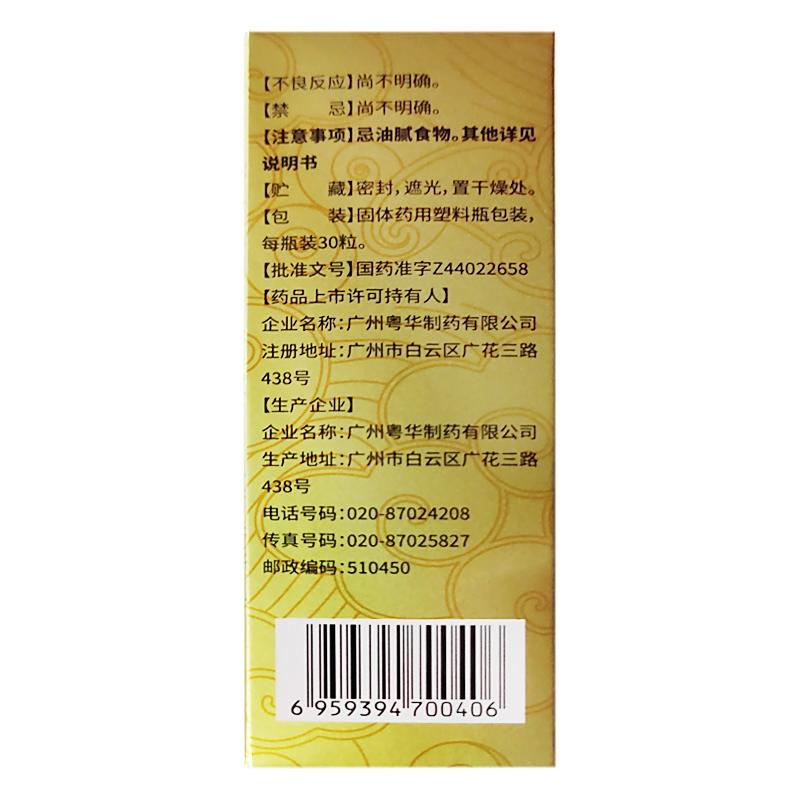 【不良反应】尚不明确。
【禁 忌】尚不明确。
【注意事项】忌油腻食物。其他详见
说明书
【贮 藏】密封,遮光,置干燥处。
【包 装】固体药用塑料瓶包装,
每瓶装30粒。
【批准文号】国药准字Z44022658
【药品上市许可持有人】
企业名称:广州粤华制药有限公司
注册地址:广州市白云区广花三路
438号
【生产企业】
企业名称:广州粤华制药有限公司
生产地址:广州市白云区广花三路
438号
电话号码:020-87024208
传真号码:020-87025827
邮政编码:510450
6 959394 700406